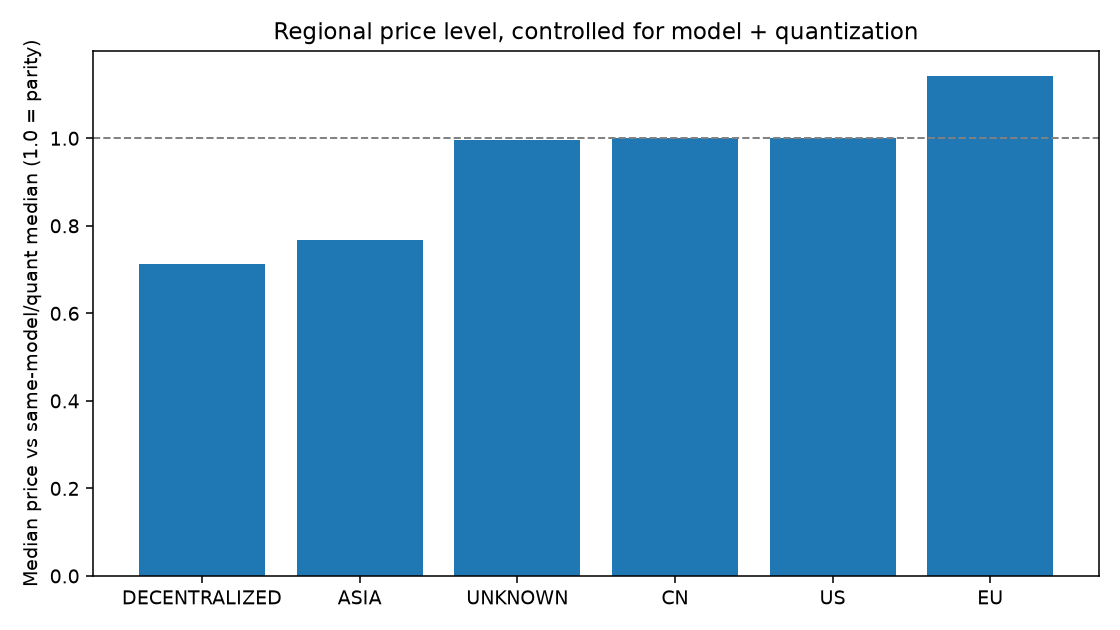 Regional price level, controlled for model + quantization
Median price vs same-model/quant median (1.0 = parity)
1.0
0.8
0.6
0.4
0.2
0.0
DECENTRALIZED ASIA UNKNOWN CN US EU